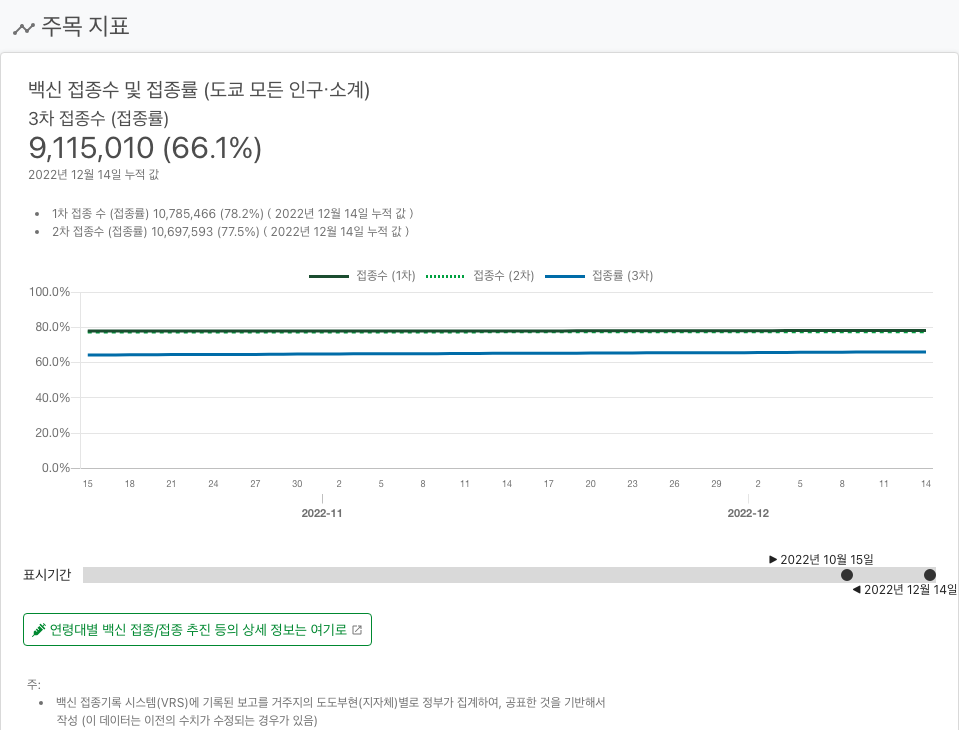 주목 지표
백신 접종수 및 접종률 (도쿄 모든 인구·소계)
3차 접종수 (접종률)
9,115,010 (66.1%)
2022년 12월 14일 누적 값
• 1차 접종 수 (접종률) 10,785,466 (78.2%) ( 2022년 12월 14일 누적 값 )
• 2차 접종수 (접종률) 10,697,593 (77.5%) ( 2022년 12월 14일 누적 값 )
접종수 (1차) 접종수 (2차) 접종률 (3차)
100.0%
80.0%
60.0%
40.0%
20.0%
0.0%
15 18 21 24 27 30 2 5 8 11 14 17 20 23 26 29 2 5 8 11 14
2022-11 2022-12
▶ 2022년 10월 15일
표시기간
◀ 2022년 12월 14일
연령대별 백신 접종/접종 추진 등의 상세 정보는 여기로
주:
• 백신 접종기록 시스템(VRS)에 기록된 보고를 거주지의 도도부현(지자체)별로 정부가 집계하여, 공표한 것을 기반해서
작성 (이 데이터는 이전의 수치가 수정되는 경우가 있음)